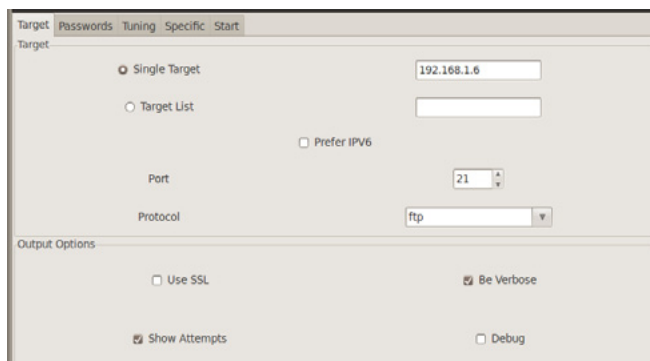 Target Passwords Tuning Specific Start
Target
Single Target 192.168.1.6
Target List
Prefer IPV6
Port 21
Protocol ftp
Output Options
Use SSL Be Verbose
Show Attempts Debug